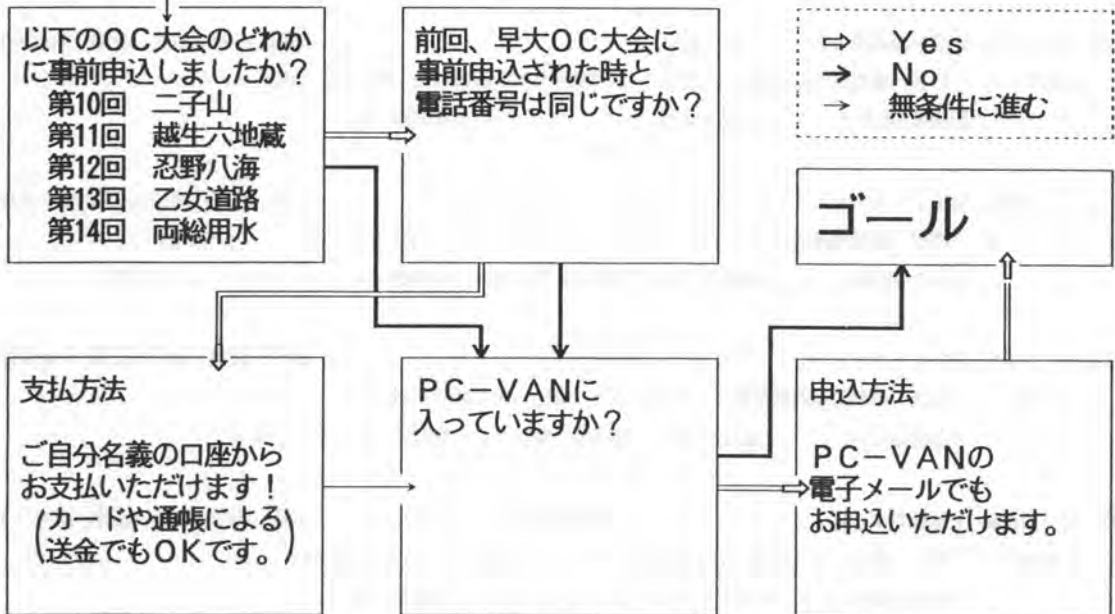 以下のOC大会のどれか
に事前申込しましたか？
第10回　二子山
第11回　越生六地蔵
第12回　忍野八海
第13回　乙女道路
第14回　両総用水
前回、早大OC大会に
事前申込された時と
電話番号は同じですか？
⇒　Ｙｅｓ
→　Ｎｏ
→　無条件に進む
ゴール
支払方法
ご自分名義の口座から
お支払いただけます！
(カードや通帳による
送金でもOKです。)
PC−VANに
入っていますか？
申込方法
PC−VANの
電子メールでも
お申込いただけます。